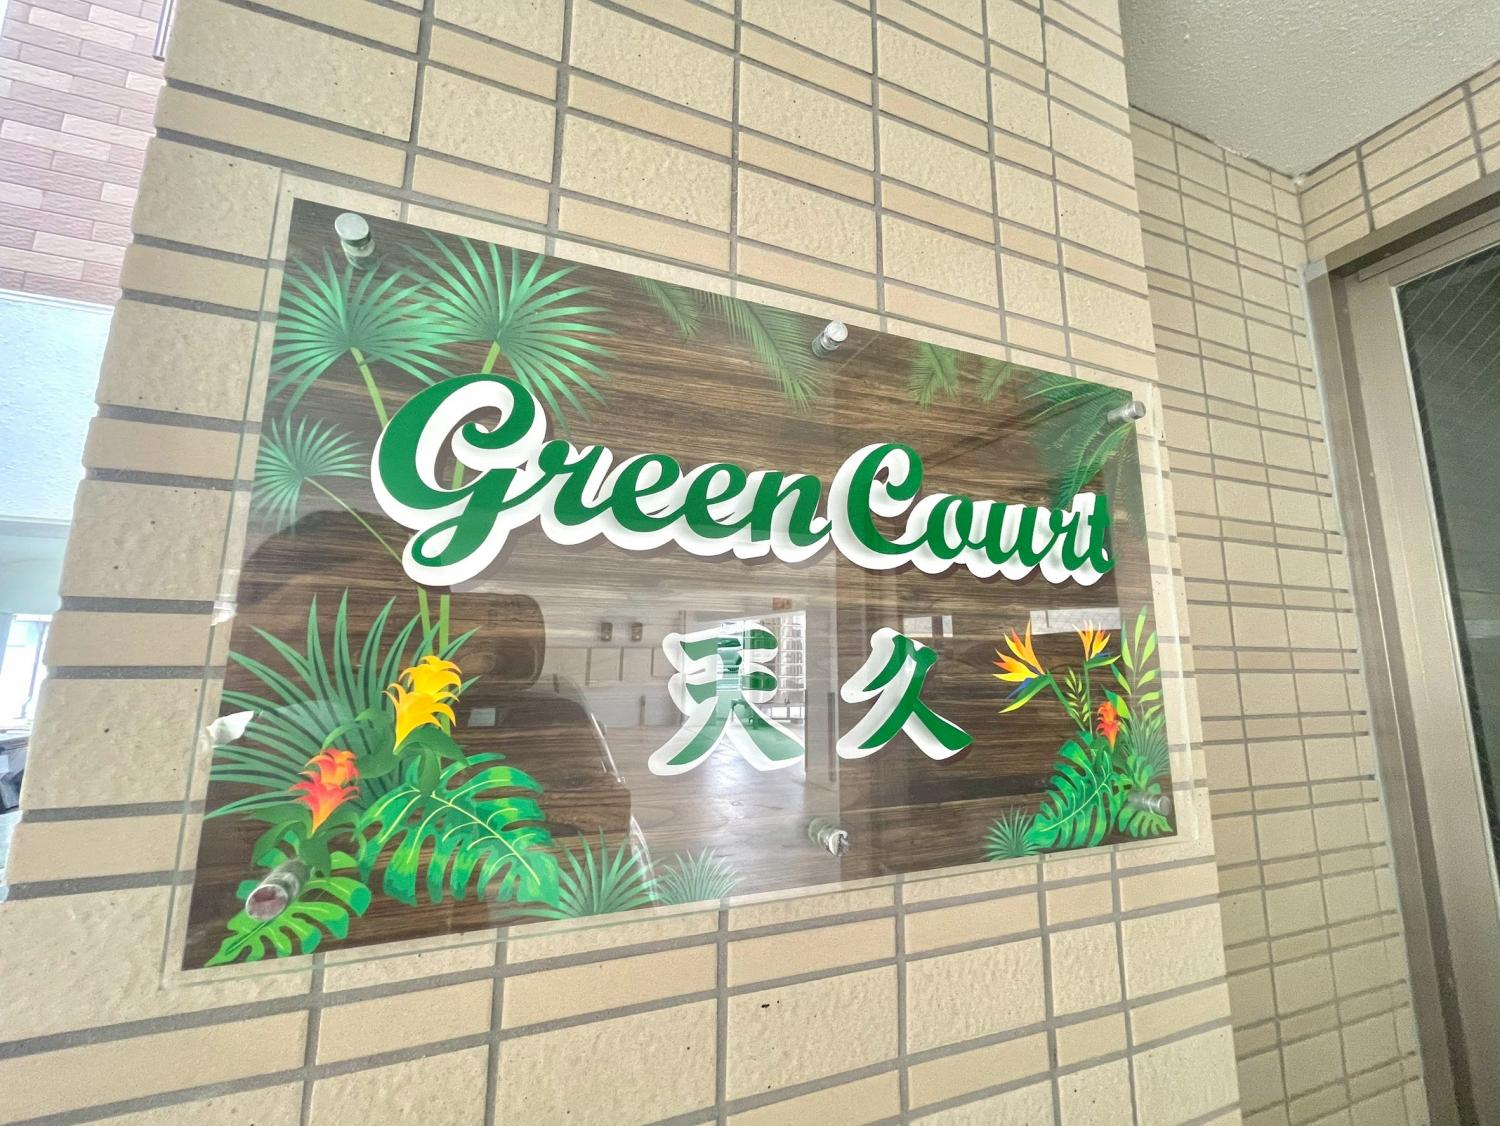 Green Court
天久